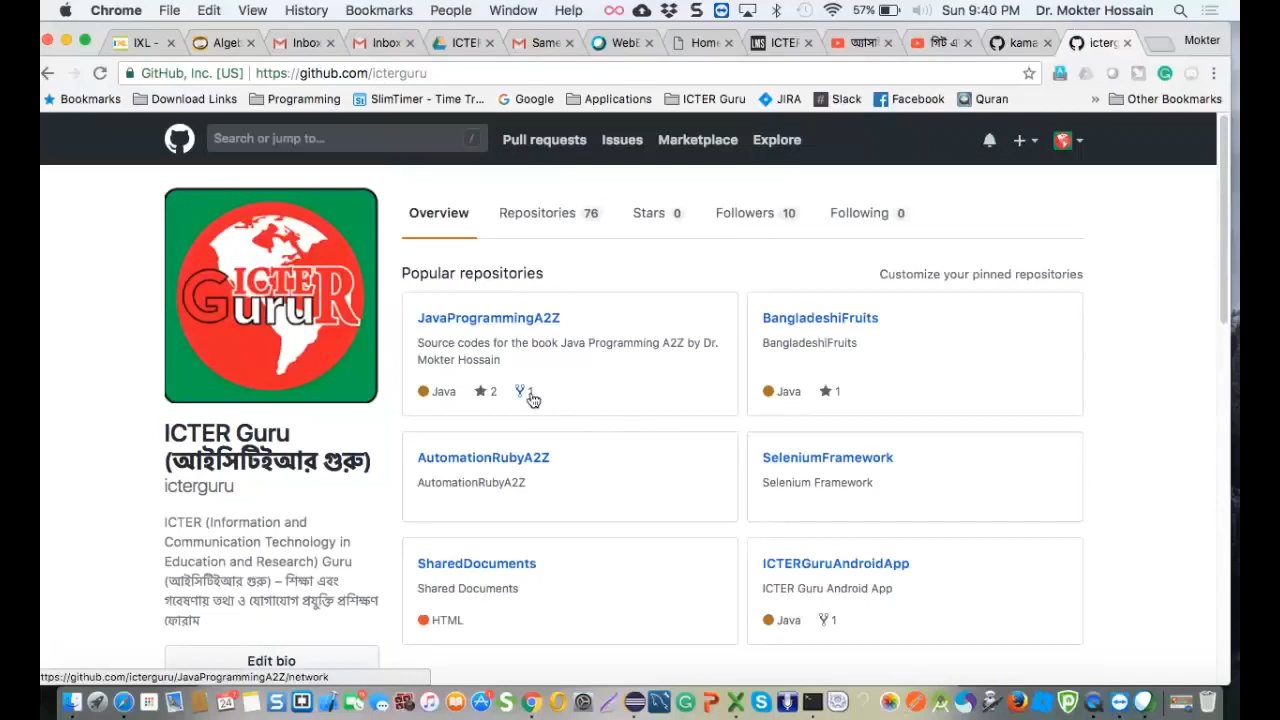 Chrome File Edit View History Bookmarks People Window Help 57% Sun 9:40 PM Dr. Mokter Hossain
IXL - Algel Inbox Inbox ICTE Same WebE Home ICTE গিট এ kama icterg Mokter
GitHub, Inc. [US] https://github.com/icterguru
Bookmarks Download Links Programming SlimTimer - Time Tr... Google Applications ICTER Guru JIRA Slack Facebook Quran » Other Bookmarks
Search or jump to... / Pull requests Issues Marketplace Explore
Overview Repositories 76 Stars 0 Followers 10 Following 0
Popular repositories Customize your pinned repositories
ICTER
Guru
JavaProgrammingA2Z
Source codes for the book Java Programming A2Z by Dr.
Mokter Hossain
Java 2 1
BangladeshiFruits
BangladeshiFruits
Java 1
AutomationRubyA2Z
AutomationRubyA2Z
SeleniumFramework
Selenium Framework
SharedDocuments
Shared Documents
HTML
ICTERGuruAndroidApp
ICTER Guru Android App
Java 1
ICTER Guru
(আইসিটিইআর গুরু)
icterguru
ICTER (Information and
Communication Technology in
Education and Research) Guru
(আইসিটিইআর গুরু) – শিক্ষা এবং
গবেষণায় তথ্য ও যোগাযোগ প্রযুক্তি প্রশিক্ষণ
ফোরাম
Edit bio
https://github.com/icterguru/JavaProgrammingA2Z/network